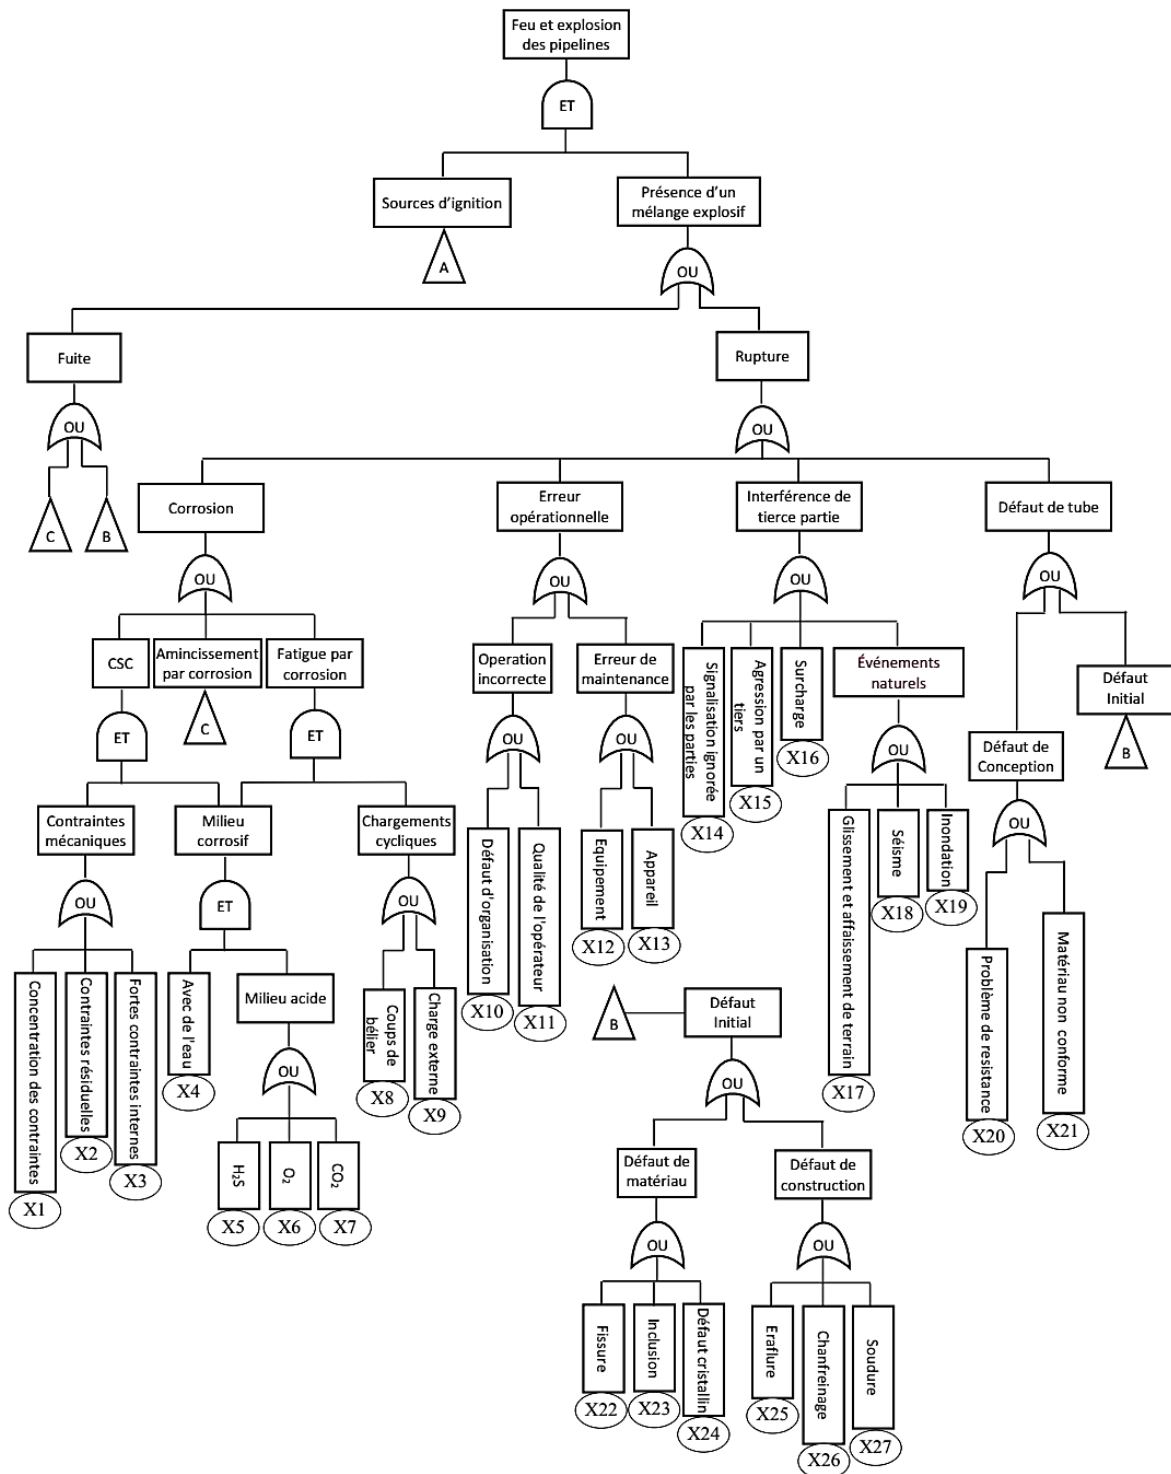 Feu et explosion
des pipelines
ET
Sources d'ignition
Présence d'un
mélange explosif
A
OU
Fuite
Rupture
OU
OU
C
B
Corrosion
Erreur
opérationnelle
Interférence de
tierce partie
Défaut de tube
OU
OU
OU
OU
CSC
Amincissement
par corrosion
Fatigue par
corrosion
Operation
incorrecte
Erreur de
maintenance
Signalisation ignorée
par les parties
Agression par un
tiers
Surcharge
Événements
naturels
Défaut
Initial
ET
C
ET
OU
OU
X14
X15
X16
OU
Défaut de
Conception
B
Contraintes
mécaniques
Milieu
corrosif
Chargements
cycliques
Défaut d'organisation
Qualité de l'opérateur
Equipement
Appareil
Glissement et affaissement de terrain
Séisme
Inondation
OU
OU
ET
OU
X10
X11
X12
X13
X17
X18
X19
Problème de resistance
Matériau non conforme
Concentration des contraintes
Contraintes résiduelles
Fortes contraintes internes
Avec de l'eau
Milieu acide
Coups de
bélier
Charge externe
B
Défaut
Initial
X20
X21
X1
X2
X3
X4
OU
X8
X9
OU
H₂S
O₂
CO₂
X5
X6
X7
Défaut de
matériau
Défaut de
construction
OU
OU
Fissure
Inclusion
Défaut cristallin
Eraflure
Chanfreinage
Soudure
X22
X23
X24
X25
X26
X27